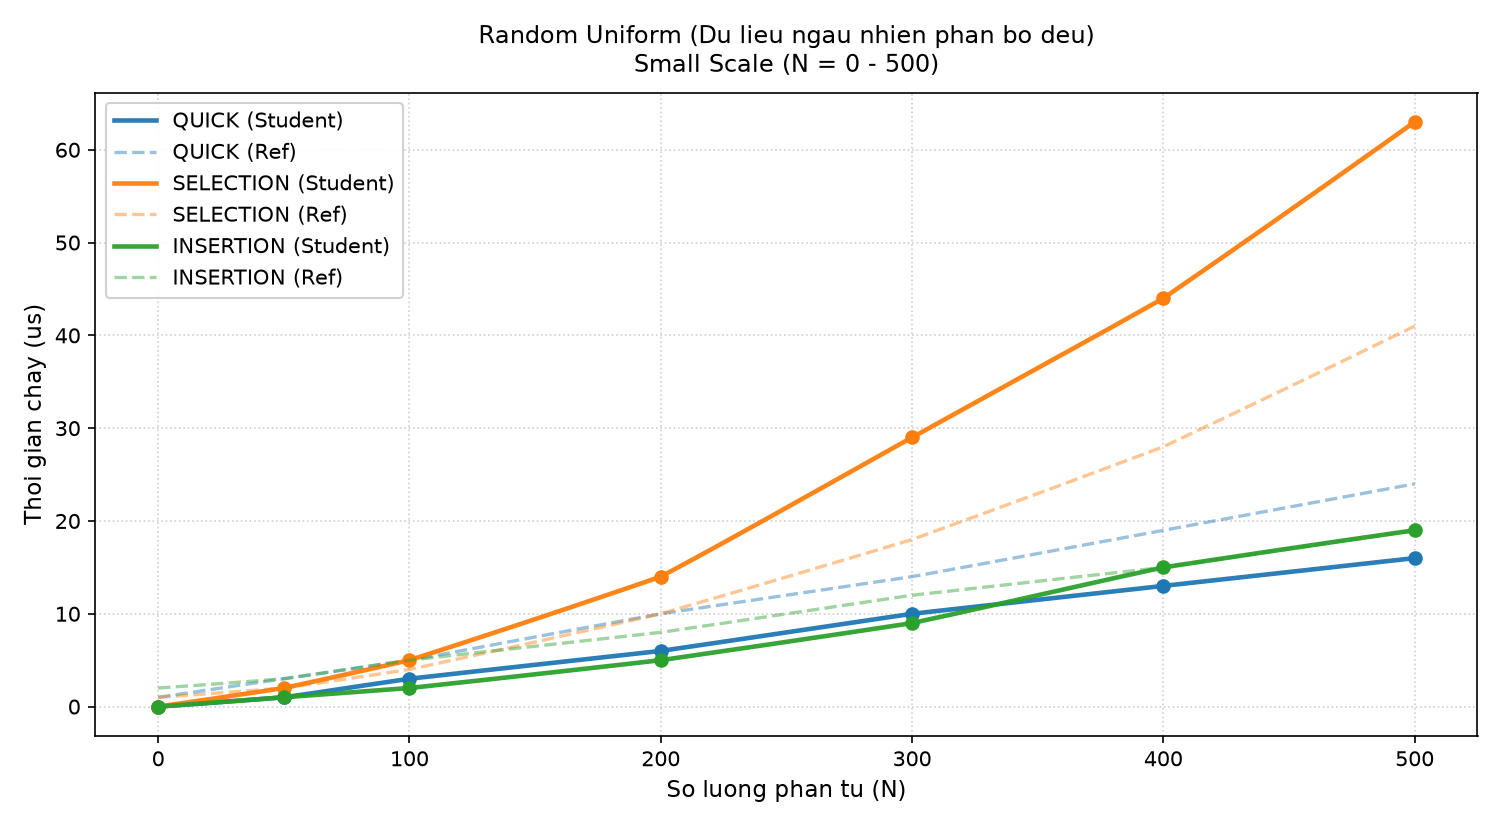 Random Uniform (Du lieu ngau nhien phan bo deu)
Small Scale (N = 0 - 500)
QUICK (Student)
QUICK (Ref)
SELECTION (Student)
SELECTION (Ref)
INSERTION (Student)
INSERTION (Ref)
Thoi gian chay (us)
60
50
40
30
20
10
0
0 100 200 300 400 500
So luong phan tu (N)